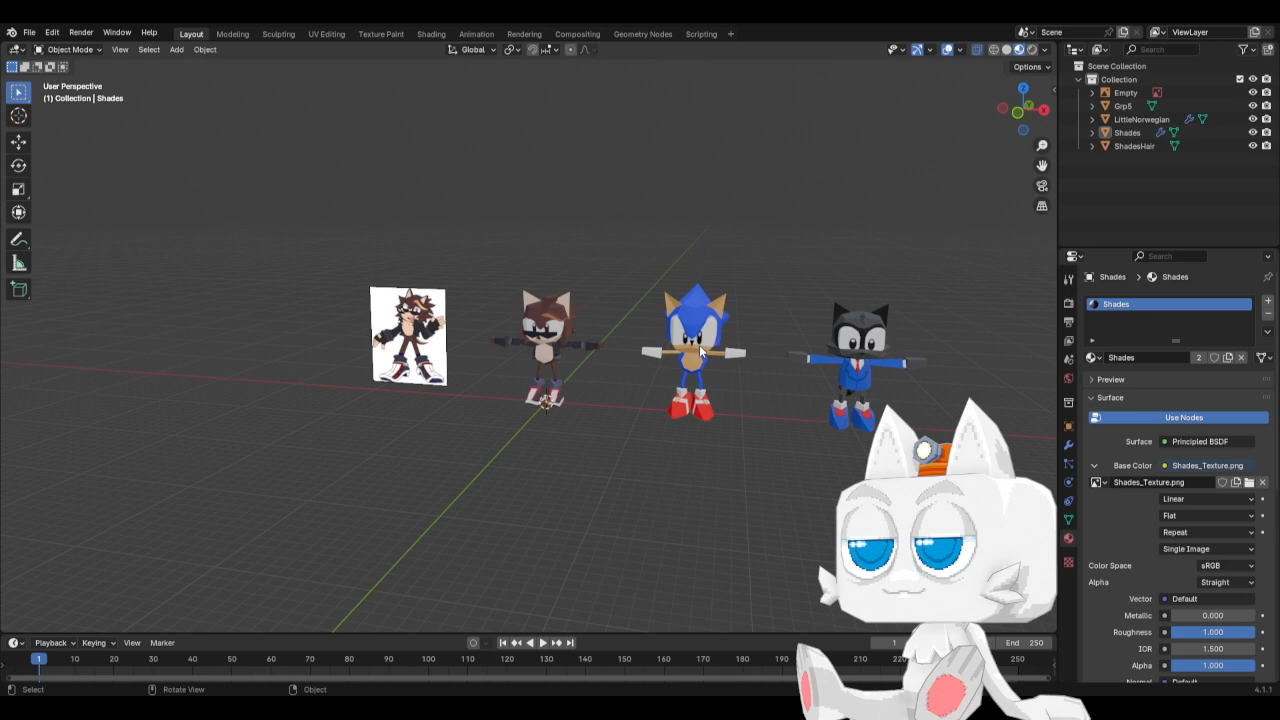 File Edit Render Window Help Layout Modeling Sculpting UV Editing Texture Paint Shading Animation Rendering Compositing Geometry Nodes Scripting + Scene ViewLayer
Object Mode View Select Add Object Global Search
Options
User Perspective
(1) Collection | Shades
Scene Collection
Collection
Empty
Grp5
LittleNorwegian
Shades
ShadesHair
Search
Shades > Shades
Shades
Shades 2
Preview
Surface
Use Nodes
Surface Principled BSDF
Base Color Shades_Texture.png
Shades_Texture.png
Linear
Flat
Repeat
Single Image
Color Space sRGB
Alpha Straight
Vector Default
Metallic 0.000
Roughness 1.000
IOR 1.500
Alpha 1.000
Normal Default
Playback Keying View Marker 1 End 250
1 10 20 30 40 50 60 70 80 90 100 110 120 130 140 150 160 170 180 190 200 210 250
Select Rotate View Object 4.1.1